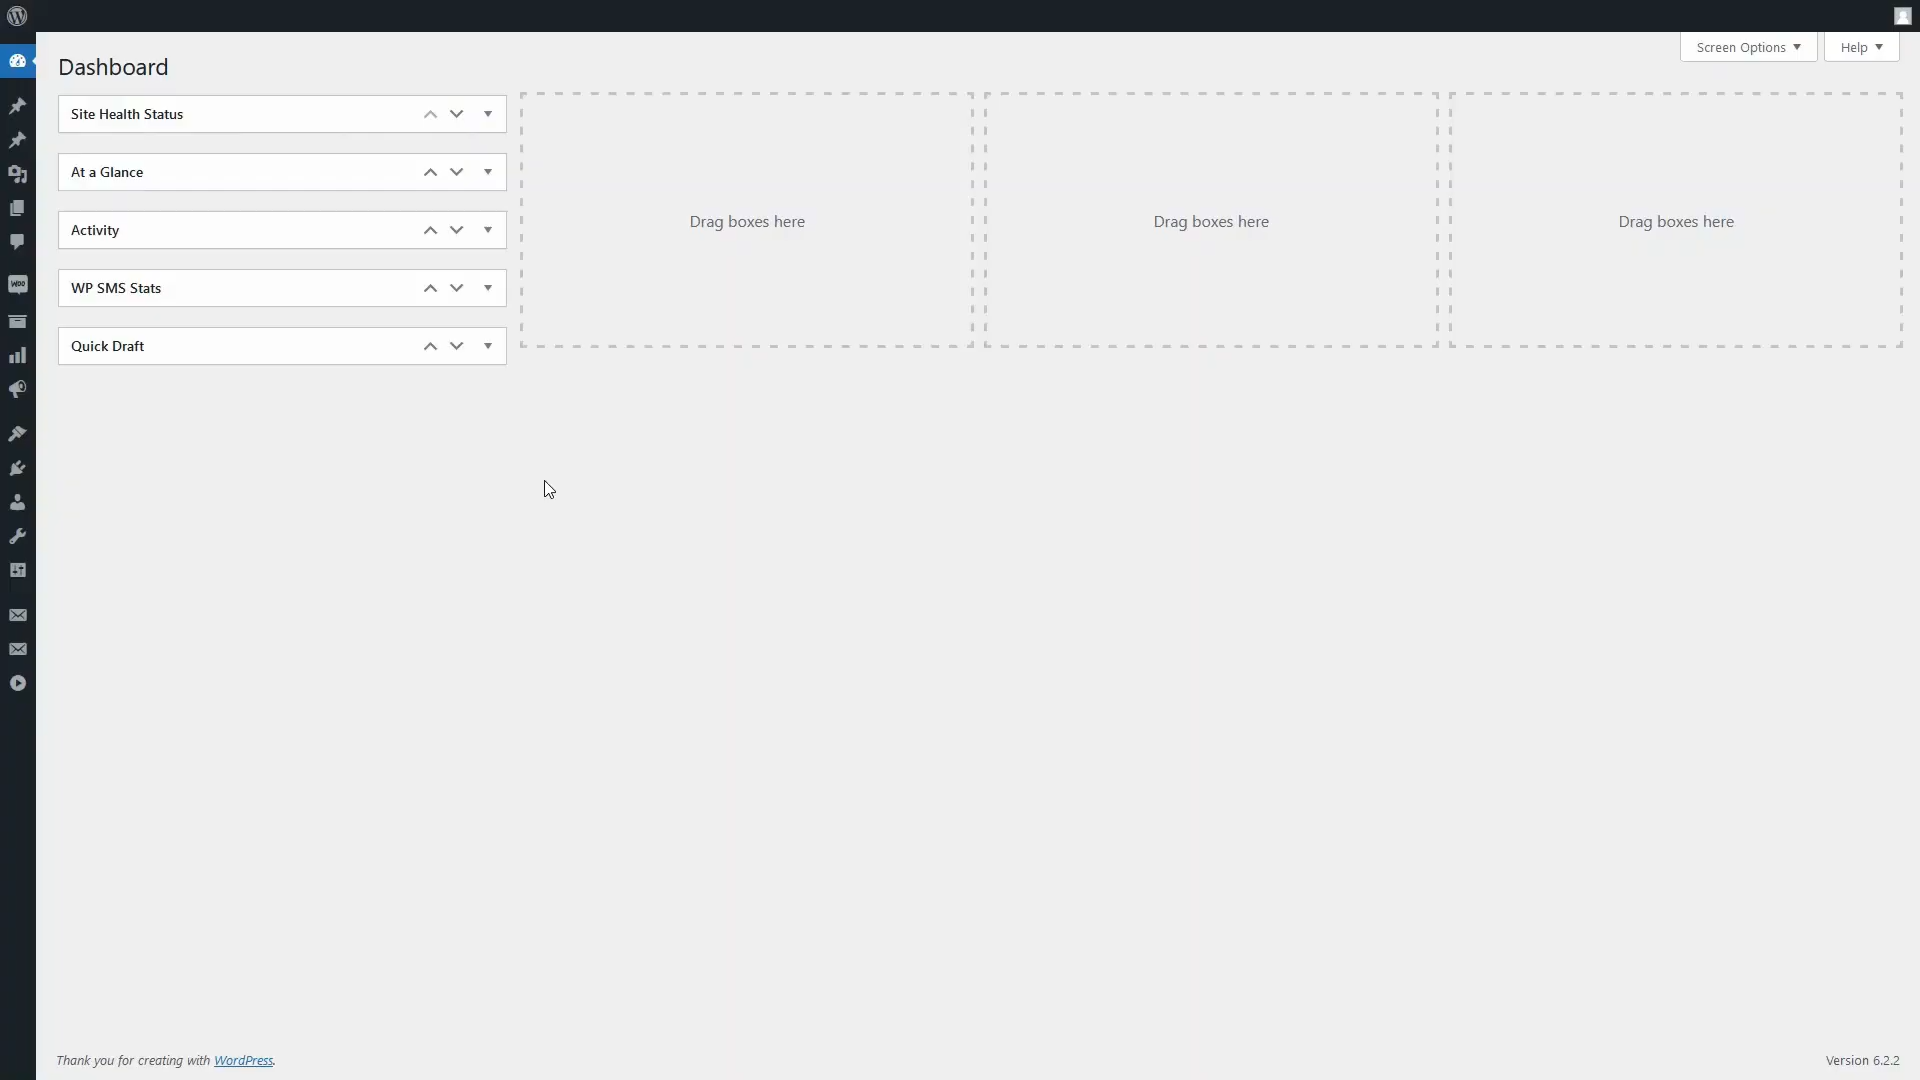 Screen Options
Help
Dashboard
Site Health Status
At a Glance
Activity
WP SMS Stats
Quick Draft
Drag boxes here
Drag boxes here
Drag boxes here
WOO
Thank you for creating with WordPress.
Version 6.2.2